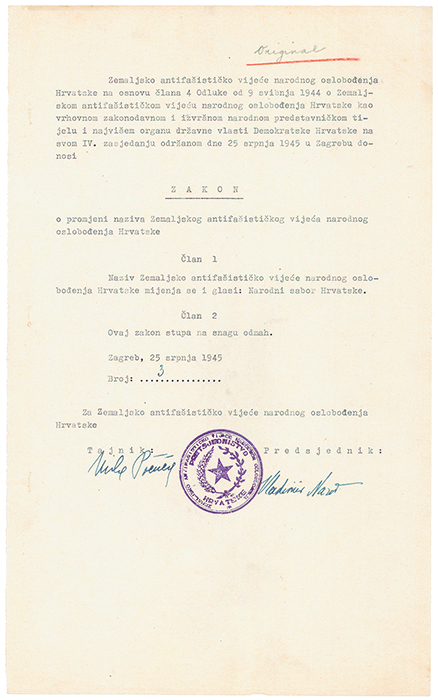 Original
Zemaljsko antifašističko vijeće narodnog oslobođenja
Hrvatske na osnovu člana 4 Odluke od 9 svibnja 1944 o Zemalj-
skom antifašističkom vijeću narodnog oslobođenja Hrvatske kao
vrhovnom zakonodavnom i izvršnom narodnom predstavničkom ti-
jelu i najvišem organu državne vlasti Demokratske Hrvatske na
svom IV. zasjedanju održanom dne 25 srpnja 1945 u Zagrebu do-
nosi
ZAKON
o promjeni naziva Zemaljskog antifašističkog vijeća narodnog
oslobođenja Hrvatske
Član 1
Naziv Zemaljsko antifašističko vijeće narodnog oslo-
bođenja Hrvatske mijenja se i glasi: Narodni sabor Hrvatske.
Član 2
Ovaj zakon stupa na snagu odmah.
Zagreb, 25 srpnja 1945
Broj: ...3.............
Za Zemaljsko antifašističko vijeće narodnog oslobođenja
Hrvatske
Tajnik: Predsjednik:
PRETSJEDNIŠTVO
HRVATSKE
Vladimir Nazor